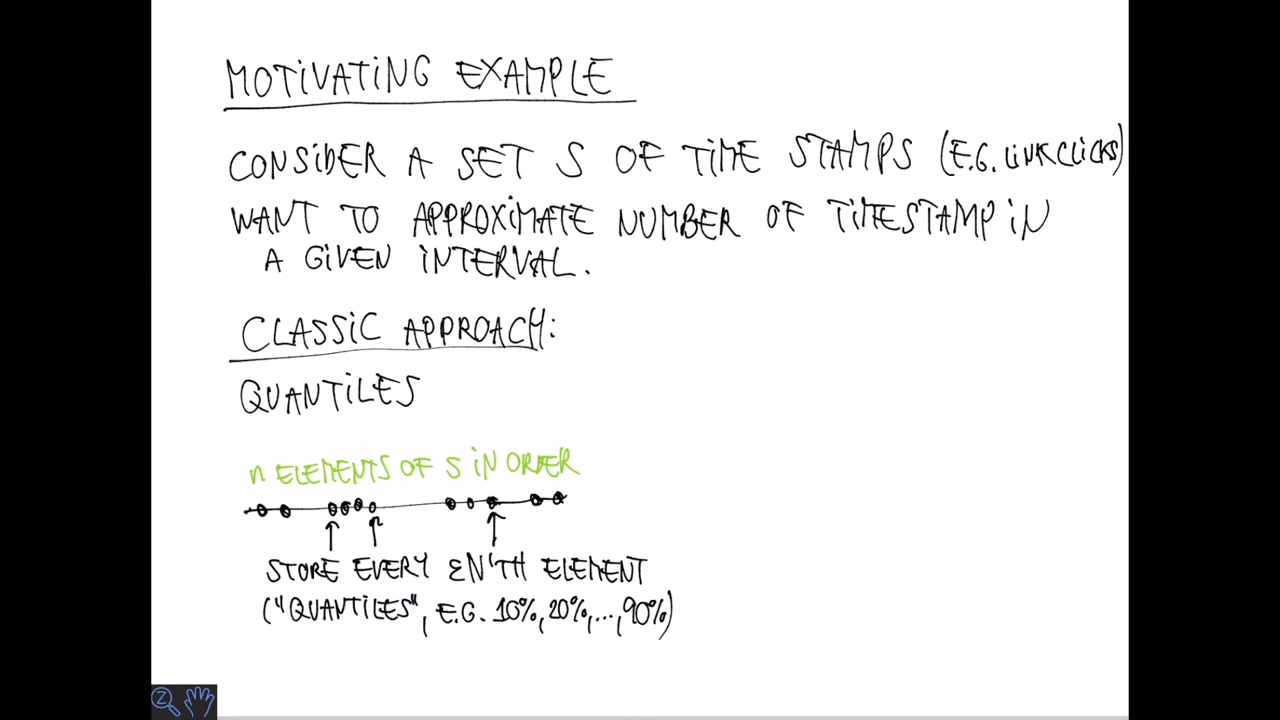 MOTIVATING EXAMPLE
CONSIDER A SET S OF TIME STAMPS (E.G. LINK CLICKS)
WANT TO APPROXIMATE NUMBER OF TIMESTAMP IN
A GIVEN INTERVAL.
CLASSIC APPROACH:
QUANTILES
n ELEMENTS OF S IN ORDER
STORE EVERY εN'TH ELEMENT
("QUANTILES", E.G. 10%, 20%, ..., 90%)
Z